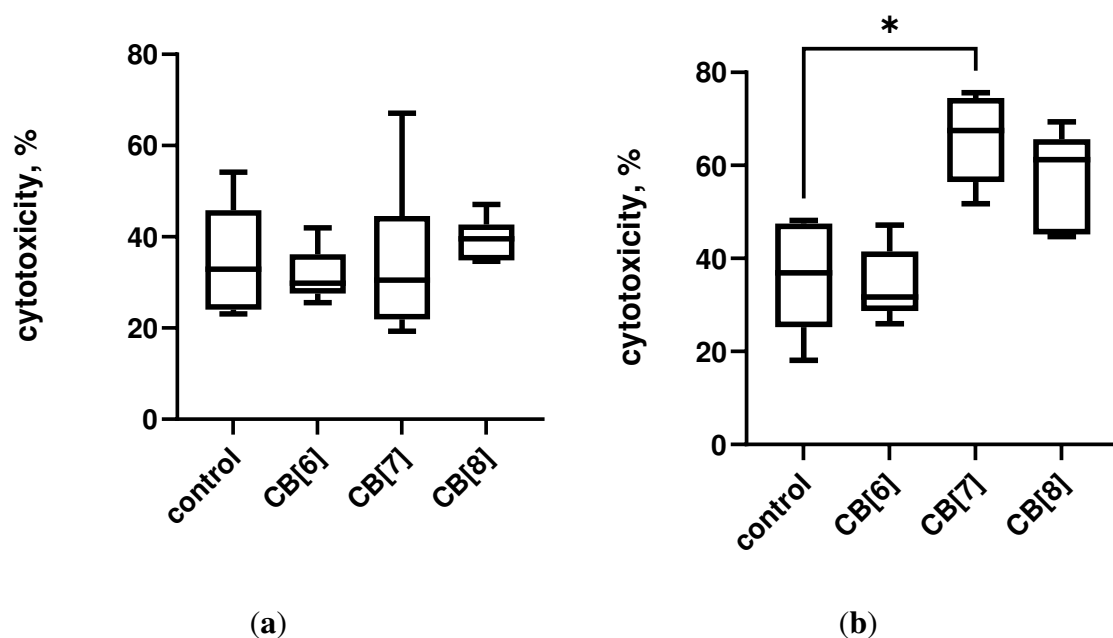 cytotoxicity, %
80
60
40
20
0
control
CB[6]
CB[7]
CB[8]
(a)
*
cytotoxicity, %
80
60
40
20
0
control
CB[6]
CB[7]
CB[8]
(b)